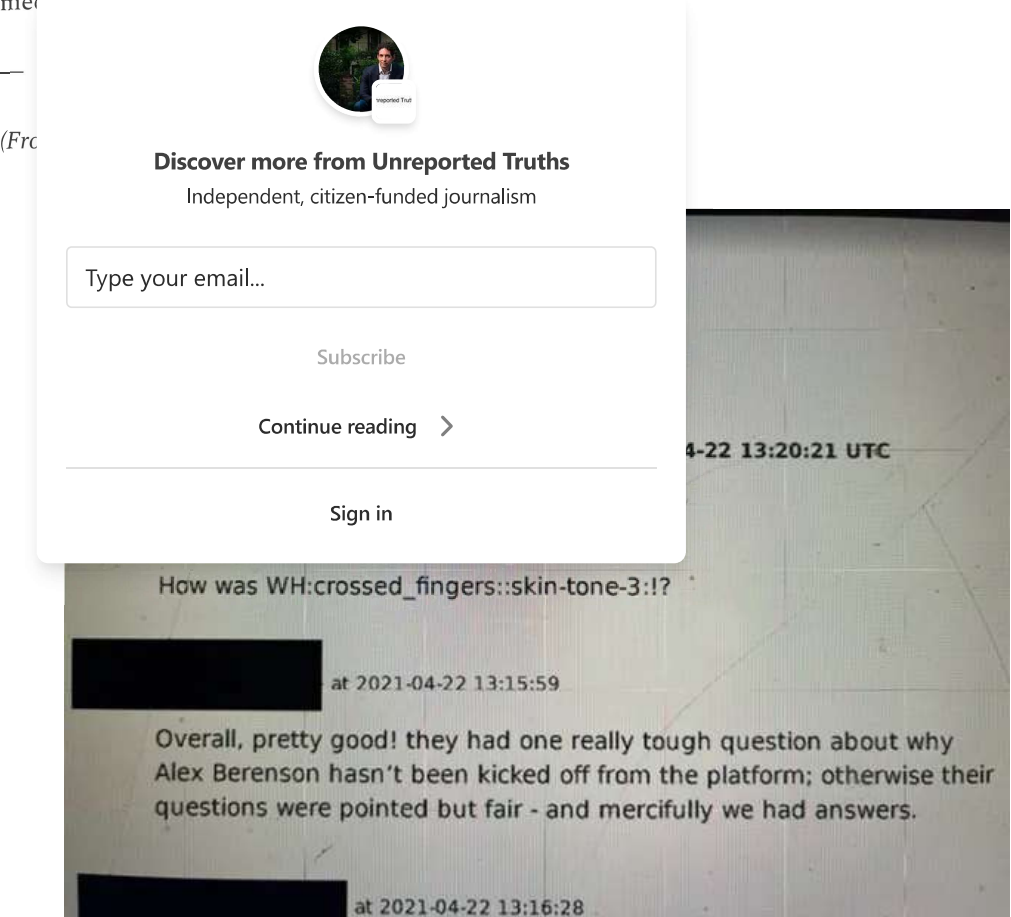 (Fro
Discover more from Unreported Truths
Independent, citizen-funded journalism
Type your email...
Subscribe
Continue reading
Sign in
4-22 13:20:21 UTC
How was WH:crossed_fingers::skin-tone-3:!?
at 2021-04-22 13:15:59
Overall, pretty good! they had one really tough question about why
Alex Berenson hasn't been kicked off from the platform; otherwise their
questions were pointed but fair - and mercifully we had answers.
at 2021-04-22 13:16:28